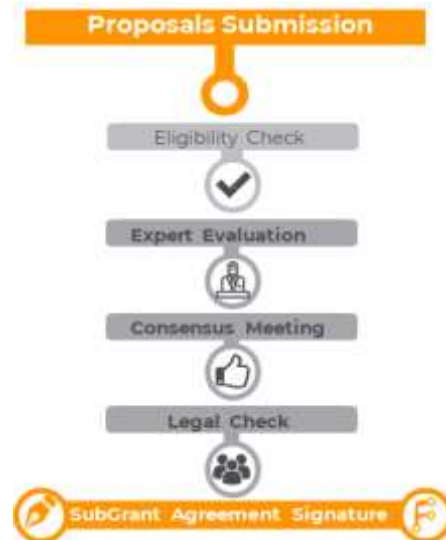 Proposals Submission
Eligibility Check
Expert Evaluation
Consensus Meeting
Legal Check
SubGrant Agreement Signature